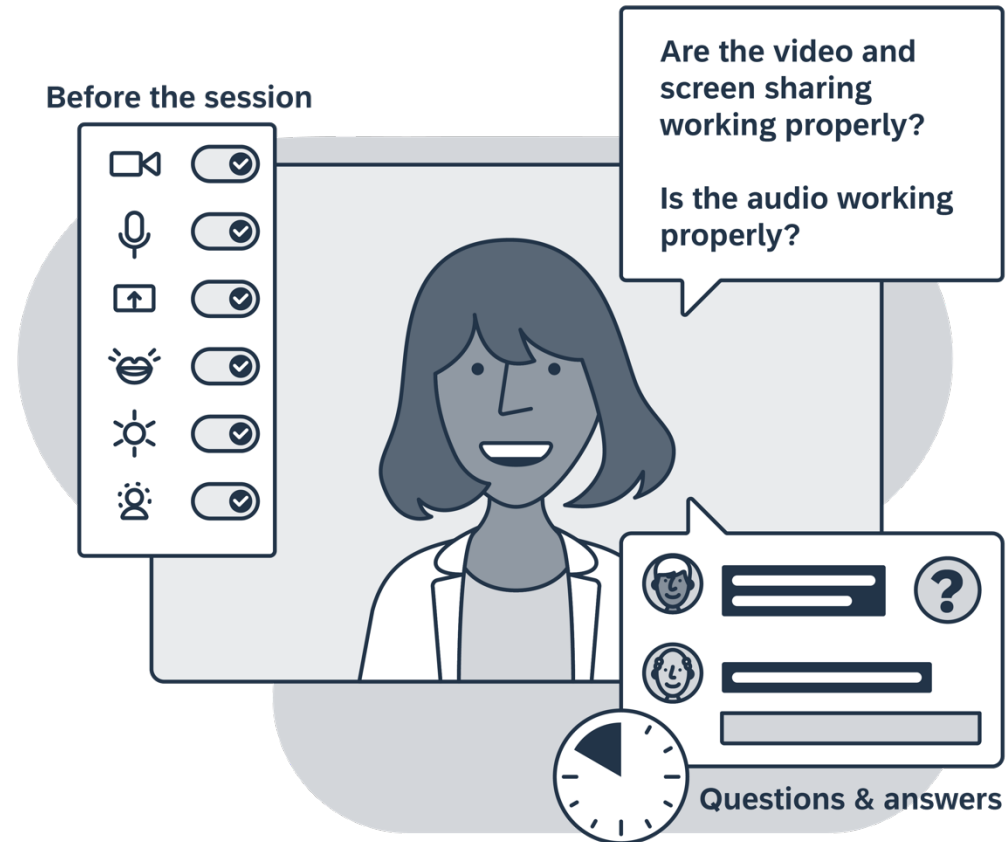 Before the session
Are the video and
screen sharing
working properly?
Is the audio working
properly?
Questions & answers